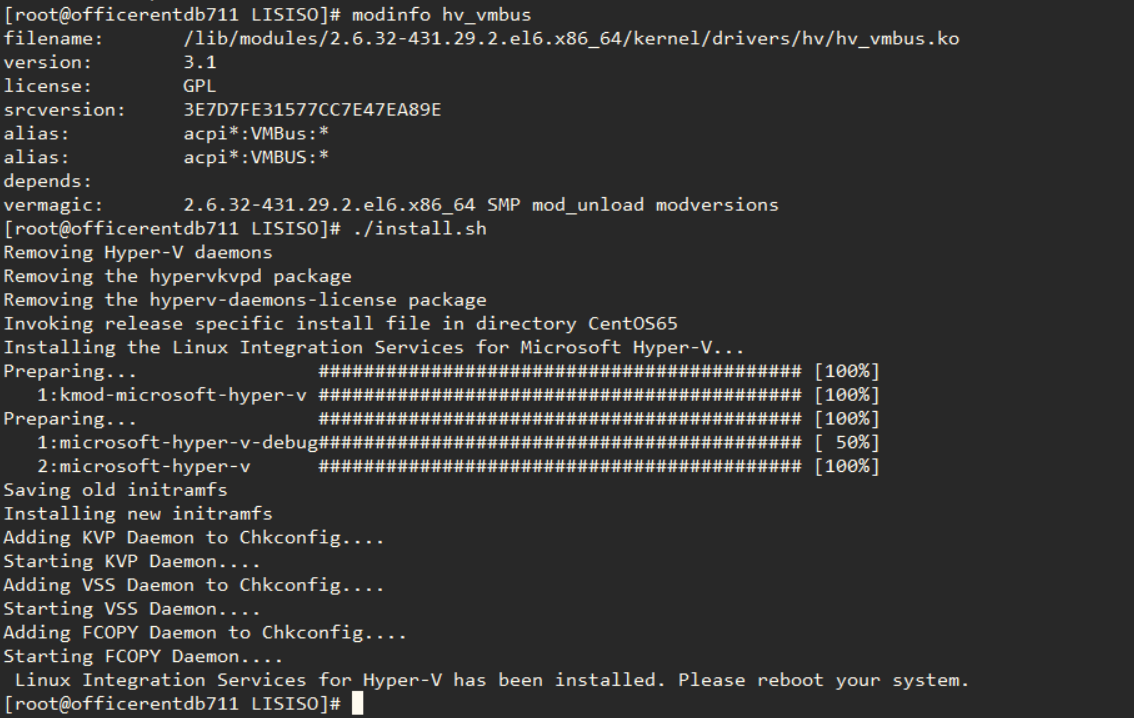 [root@officerentdb711 LISISO]# modinfo hv_vmbus
filename:       /lib/modules/2.6.32-431.29.2.el6.x86_64/kernel/drivers/hv/hv_vmbus.ko
version:        3.1
license:        GPL
srcversion:     3E7D7FE31577CC7E47EA89E
alias:          acpi*:VMBus:*
alias:          acpi*:VMBUS:*
depends:
vermagic:       2.6.32-431.29.2.el6.x86_64 SMP mod_unload modversions
[root@officerentdb711 LISISO]# ./install.sh
Removing Hyper-V daemons
Removing the hypervkvpd package
Removing the hyperv-daemons-license package
Invoking release specific install file in directory CentOS65
Installing the Linux Integration Services for Microsoft Hyper-V...
Preparing...                ########################################### [100%]
   1:kmod-microsoft-hyper-v ########################################### [100%]
Preparing...                ########################################### [100%]
   1:microsoft-hyper-v-debug########################################### [ 50%]
   2:microsoft-hyper-v      ########################################### [100%]
Saving old initramfs
Installing new initramfs
Adding KVP Daemon to Chkconfig....
Starting KVP Daemon....
Adding VSS Daemon to Chkconfig....
Starting VSS Daemon....
Adding FCOPY Daemon to Chkconfig....
Starting FCOPY Daemon....
 Linux Integration Services for Hyper-V has been installed. Please reboot your system.
[root@officerentdb711 LISISO]#